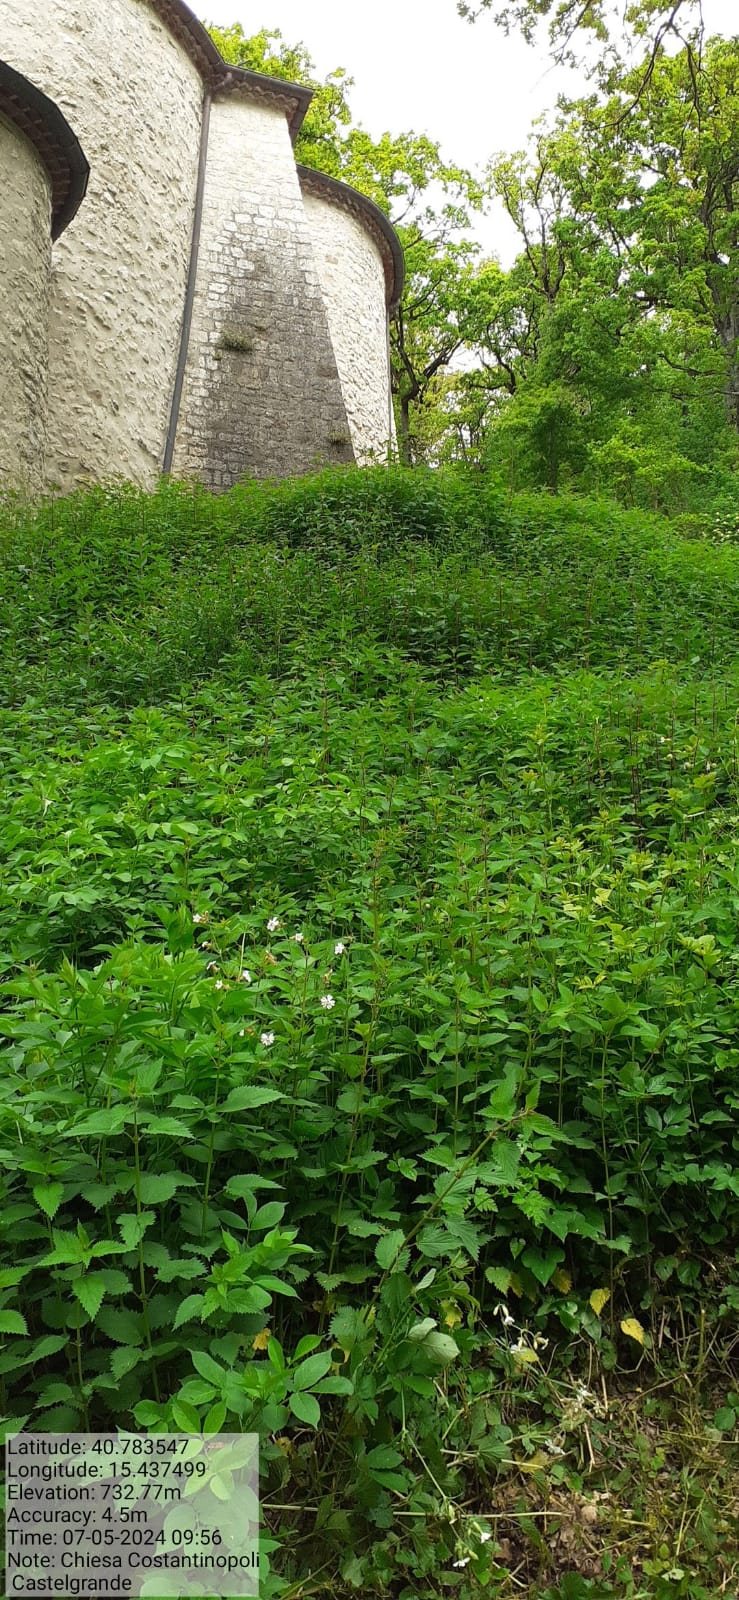 Latitude: 40.783547
Longitude: 15.437499
Elevation: 732.77m
Accuracy: 4.5m
Time: 07-05-2024 09:56
Note: Chiesa Costantinopoli
Castelgrande